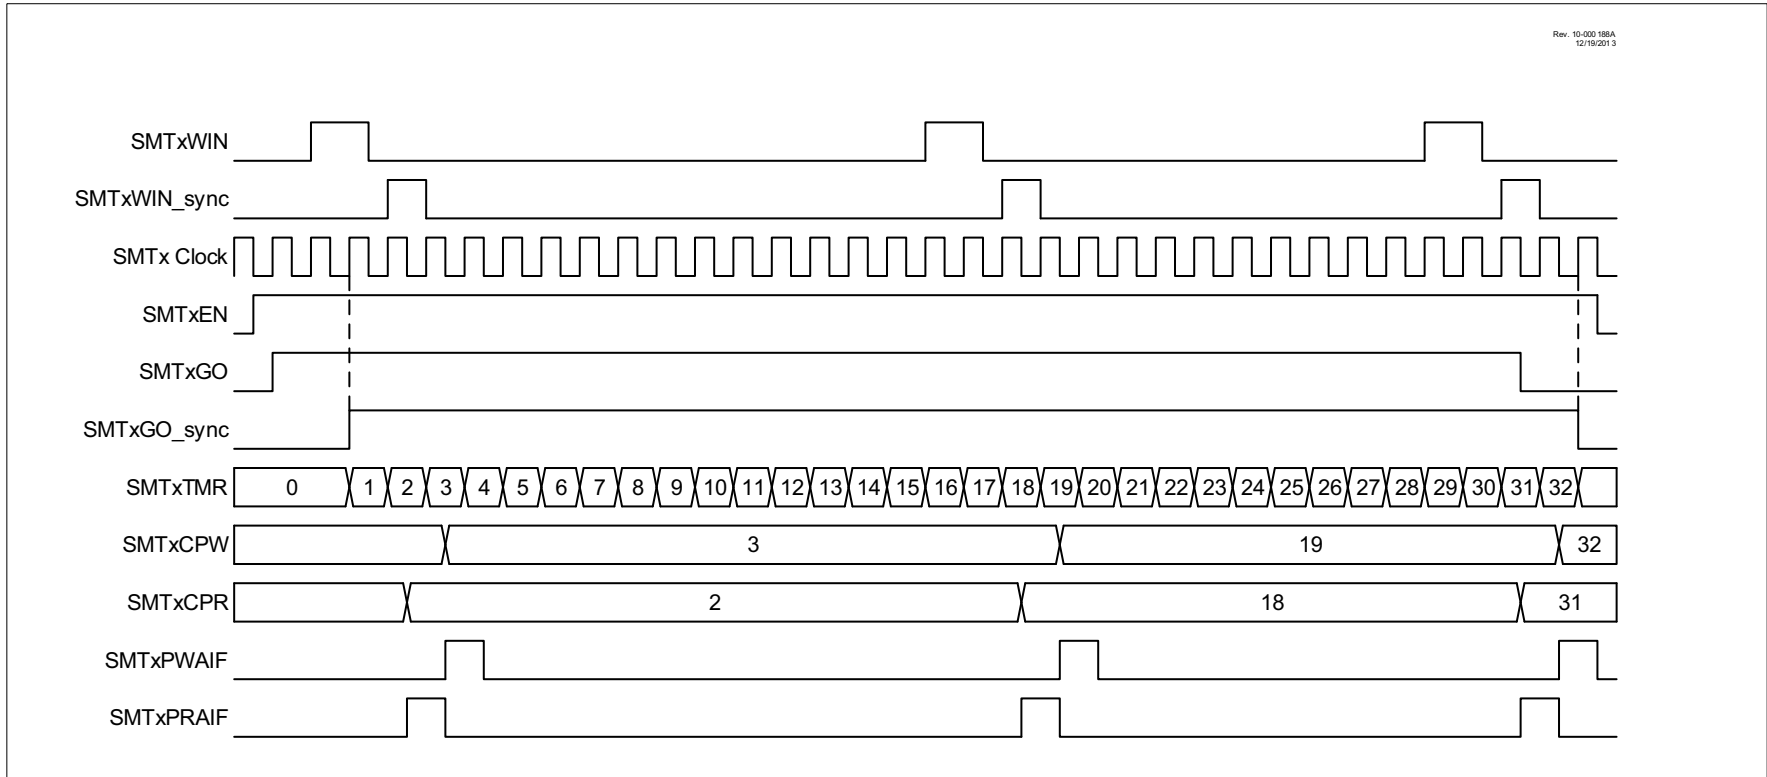 Rev. 10-000 188A
12/19/201 3
SMTxWIN
SMTxWIN_sync
SMTx Clock
SMTxEN
SMTxGO
SMTxGO_sync
SMTxTMR 0 1 2 3 4 5 6 7 8 9 10 11 12 13 14 15 16 17 18 19 20 21 22 23 24 25 26 27 28 29 30 31 32
SMTxCPW 3 19 32
SMTxCPR 2 18 31
SMTxPWAIF
SMTxPRAIF